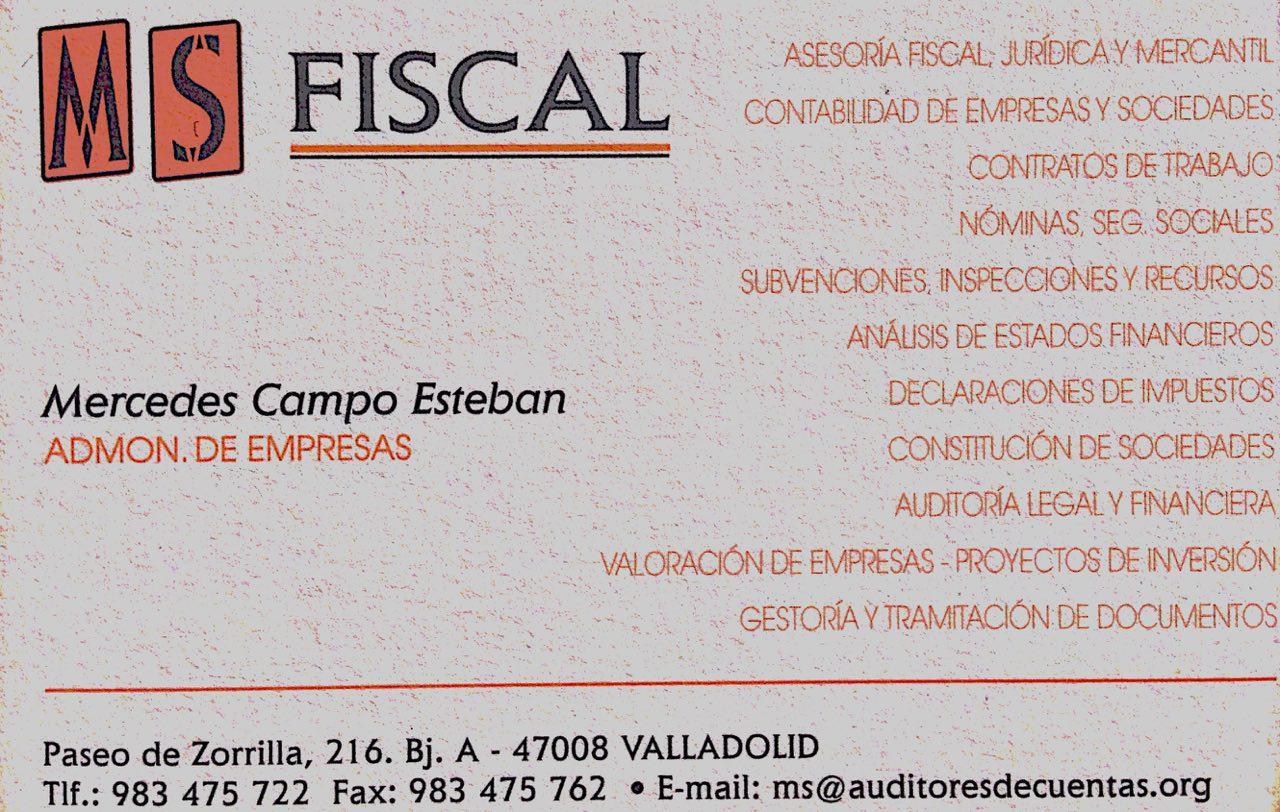 MS FISCAL
ASESORÍA FISCAL, JURÍDICA Y MERCANTIL
CONTABILIDAD DE EMPRESAS Y SOCIEDADES
CONTRATOS DE TRABAJO
NÓMINAS, SEG. SOCIALES
SUBVENCIONES, INSPECCIONES Y RECURSOS
ANÁLISIS DE ESTADOS FINANCIEROS
DECLARACIONES DE IMPUESTOS
CONSTITUCIÓN DE SOCIEDADES
AUDITORÍA LEGAL Y FINANCIERA
VALORACIÓN DE EMPRESAS - PROYECTOS DE INVERSIÓN
GESTORÍA Y TRAMITACIÓN DE DOCUMENTOS
Mercedes Campo Esteban
ADMON. DE EMPRESAS
Paseo de Zorrilla, 216. Bj. A - 47008 VALLADOLID
Tlf.: 983 475 722 Fax: 983 475 762 • E-mail: ms@auditoresdecuentas.org